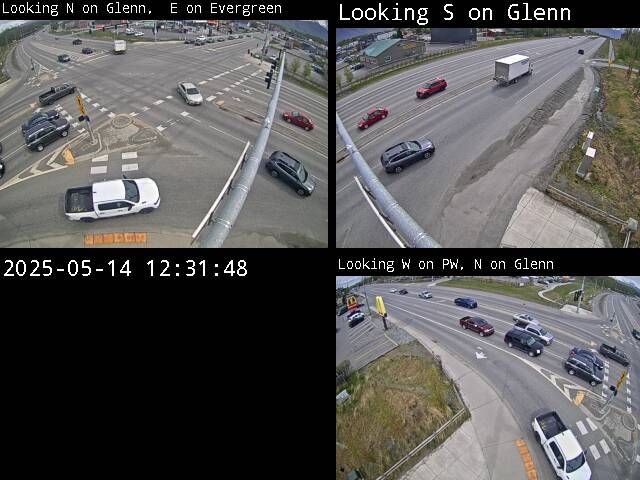 Looking N on Glenn,  E on Evergreen
Looking S on Glenn
2025-05-14 12:31:48
Looking W on PW, N on Glenn